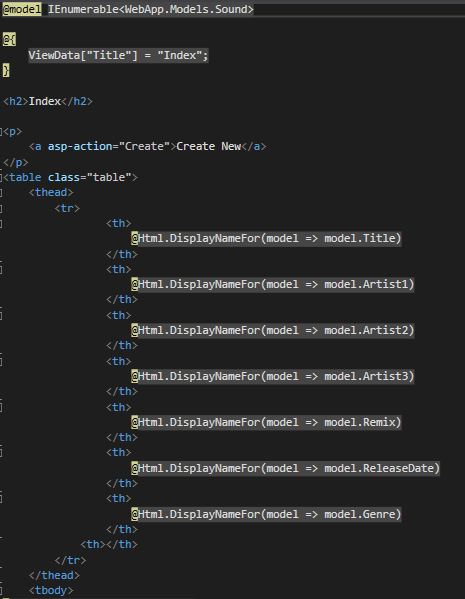 @model IEnumerable<WebApp.Models.Sound>
@{
ViewData["Title"] = "Index";
}
<h2>Index</h2>
<p>
<a asp-action="Create">Create New</a>
</p>
<table class="table">
<thead>
<tr>
<th>
@Html.DisplayNameFor(model => model.Title)
</th>
<th>
@Html.DisplayNameFor(model => model.Artist1)
</th>
<th>
@Html.DisplayNameFor(model => model.Artist2)
</th>
<th>
@Html.DisplayNameFor(model => model.Artist3)
</th>
<th>
@Html.DisplayNameFor(model => model.Remix)
</th>
<th>
@Html.DisplayNameFor(model => model.ReleaseDate)
</th>
<th>
@Html.DisplayNameFor(model => model.Genre)
</th>
<th></th>
</tr>
</thead>
<tbody>